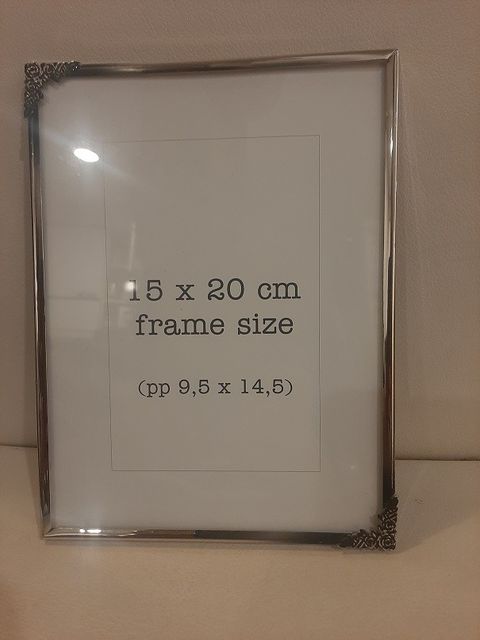 15 x 20 cm
frame size
(pp 9,5 x 14,5)